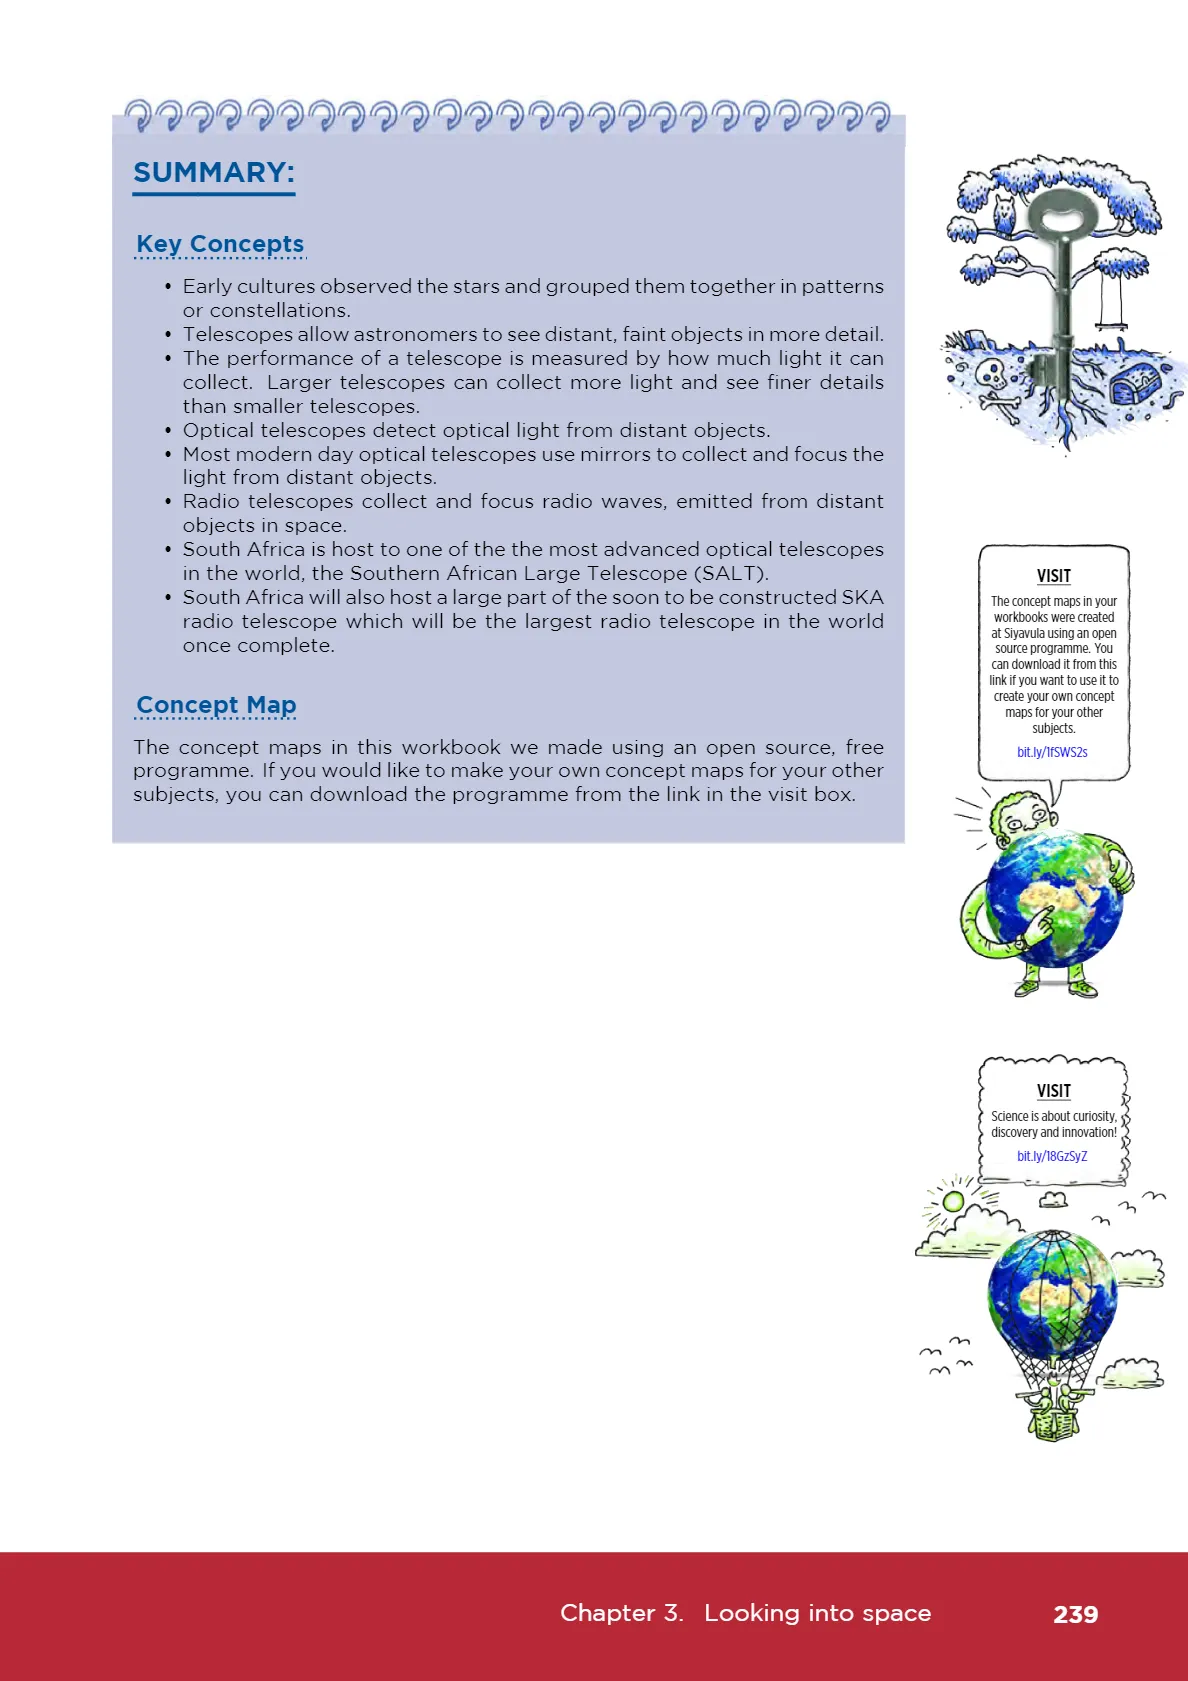 SUMMARY:
Key Concepts
• Early cultures observed the stars and grouped them together in patterns
or constellations.
• Telescopes allow astronomers to see distant, faint objects in more detail.
• The performance of a telescope is measured by how much light it can
collect. Larger telescopes can collect more light and see finer details
than smaller telescopes.
• Optical telescopes detect optical light from distant objects.
• Most modern day optical telescopes use mirrors to collect and focus the
light from distant objects.
• Radio telescopes collect and focus radio waves, emitted from distant
objects in space.
• South Africa is host to one of the the most advanced optical telescopes
in the world, the Southern African Large Telescope (SALT).
• South Africa will also host a large part of the soon to be constructed SKA
radio telescope which will be the largest radio telescope in the world
once complete.
Concept Map
The concept maps in this workbook we made using an open source, free
programme. If you would like to make your own concept maps for your other
subjects, you can download the programme from the link in the visit box.
VISIT
The concept maps in your
workbooks were created
at Siyavula using an open
source programme. You
can download it from this
link if you want to use it to
create your own concept
maps for your other
subjects.
bit.ly/1fSWS2s
VISIT
Science is about curiosity,
discovery and innovation!
bit.ly/18GzSyZ
Chapter 3. Looking into space
239